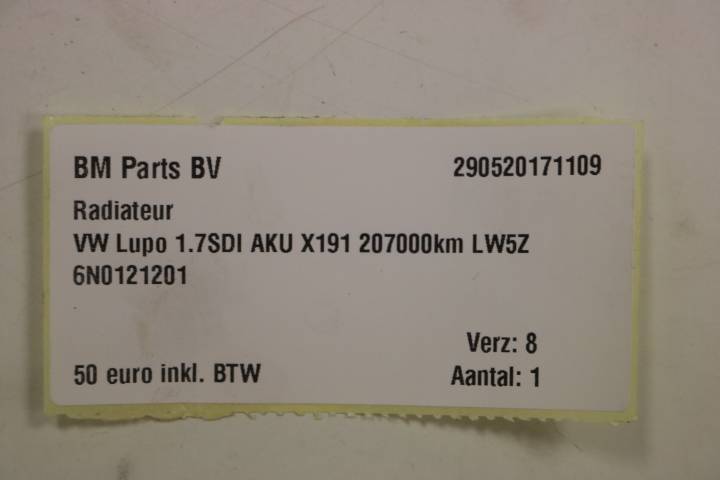 BM Parts BV 290520171109
Radiateur
VW Lupo 1.7SDI AKU X191 207000km LW5Z
6N0121201
Verz: 8
50 euro inkl. BTW Aantal: 1